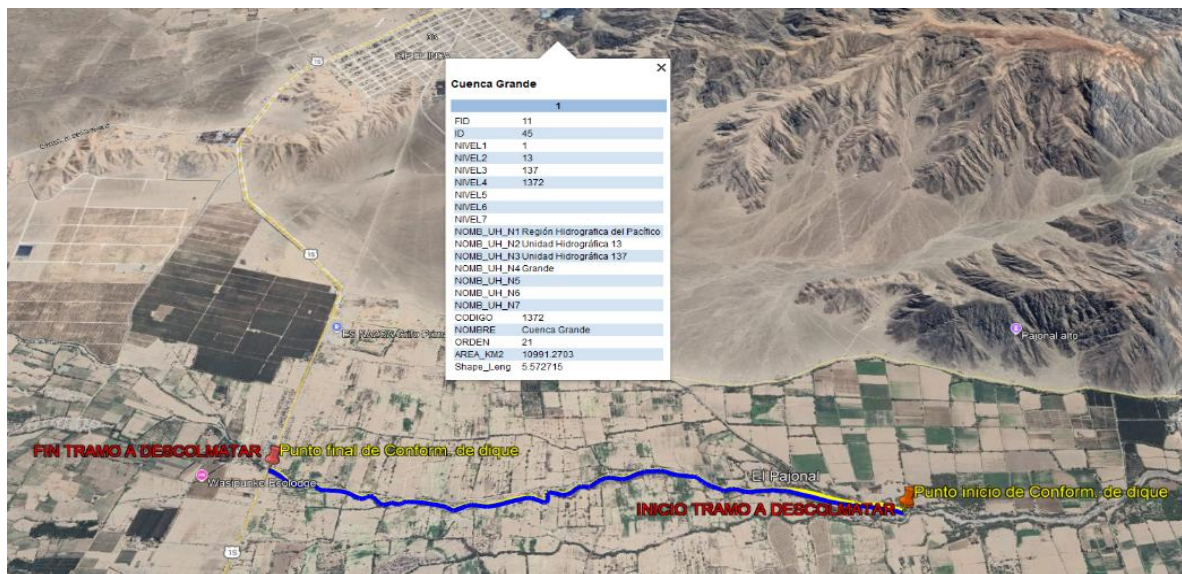 1S
Cuenca Grande
1
FID 11
ID 45
NIVEL1 1
NIVEL2 13
NIVEL3 137
NIVEL4 1372
NIVEL5
NIVEL6
NIVEL7
NOMB_UH_N1 Región Hidrografica del Pacífico
NOMB_UH_N2 Unidad Hidrográfica 13
NOMB_UH_N3 Unidad Hidrográfica 137
NOMB_UH_N4 Grande
NOMB_UH_N5
NOMB_UH_N6
NOMB_UH_N7
CODIGO 1372
NOMBRE Cuenca Grande
ORDEN 21
AREA_KM2 10991.2703
Shape_Leng 5.572715
1S
Pajonal alto
FIN TRAMO A DESCOLMATAR
Punto final de Conform. de dique
Wasipunko Ecolodge
El Pajonal
Punto inicio de Conform. de dique
INICIO TRAMO A DESCOLMATAR
1S